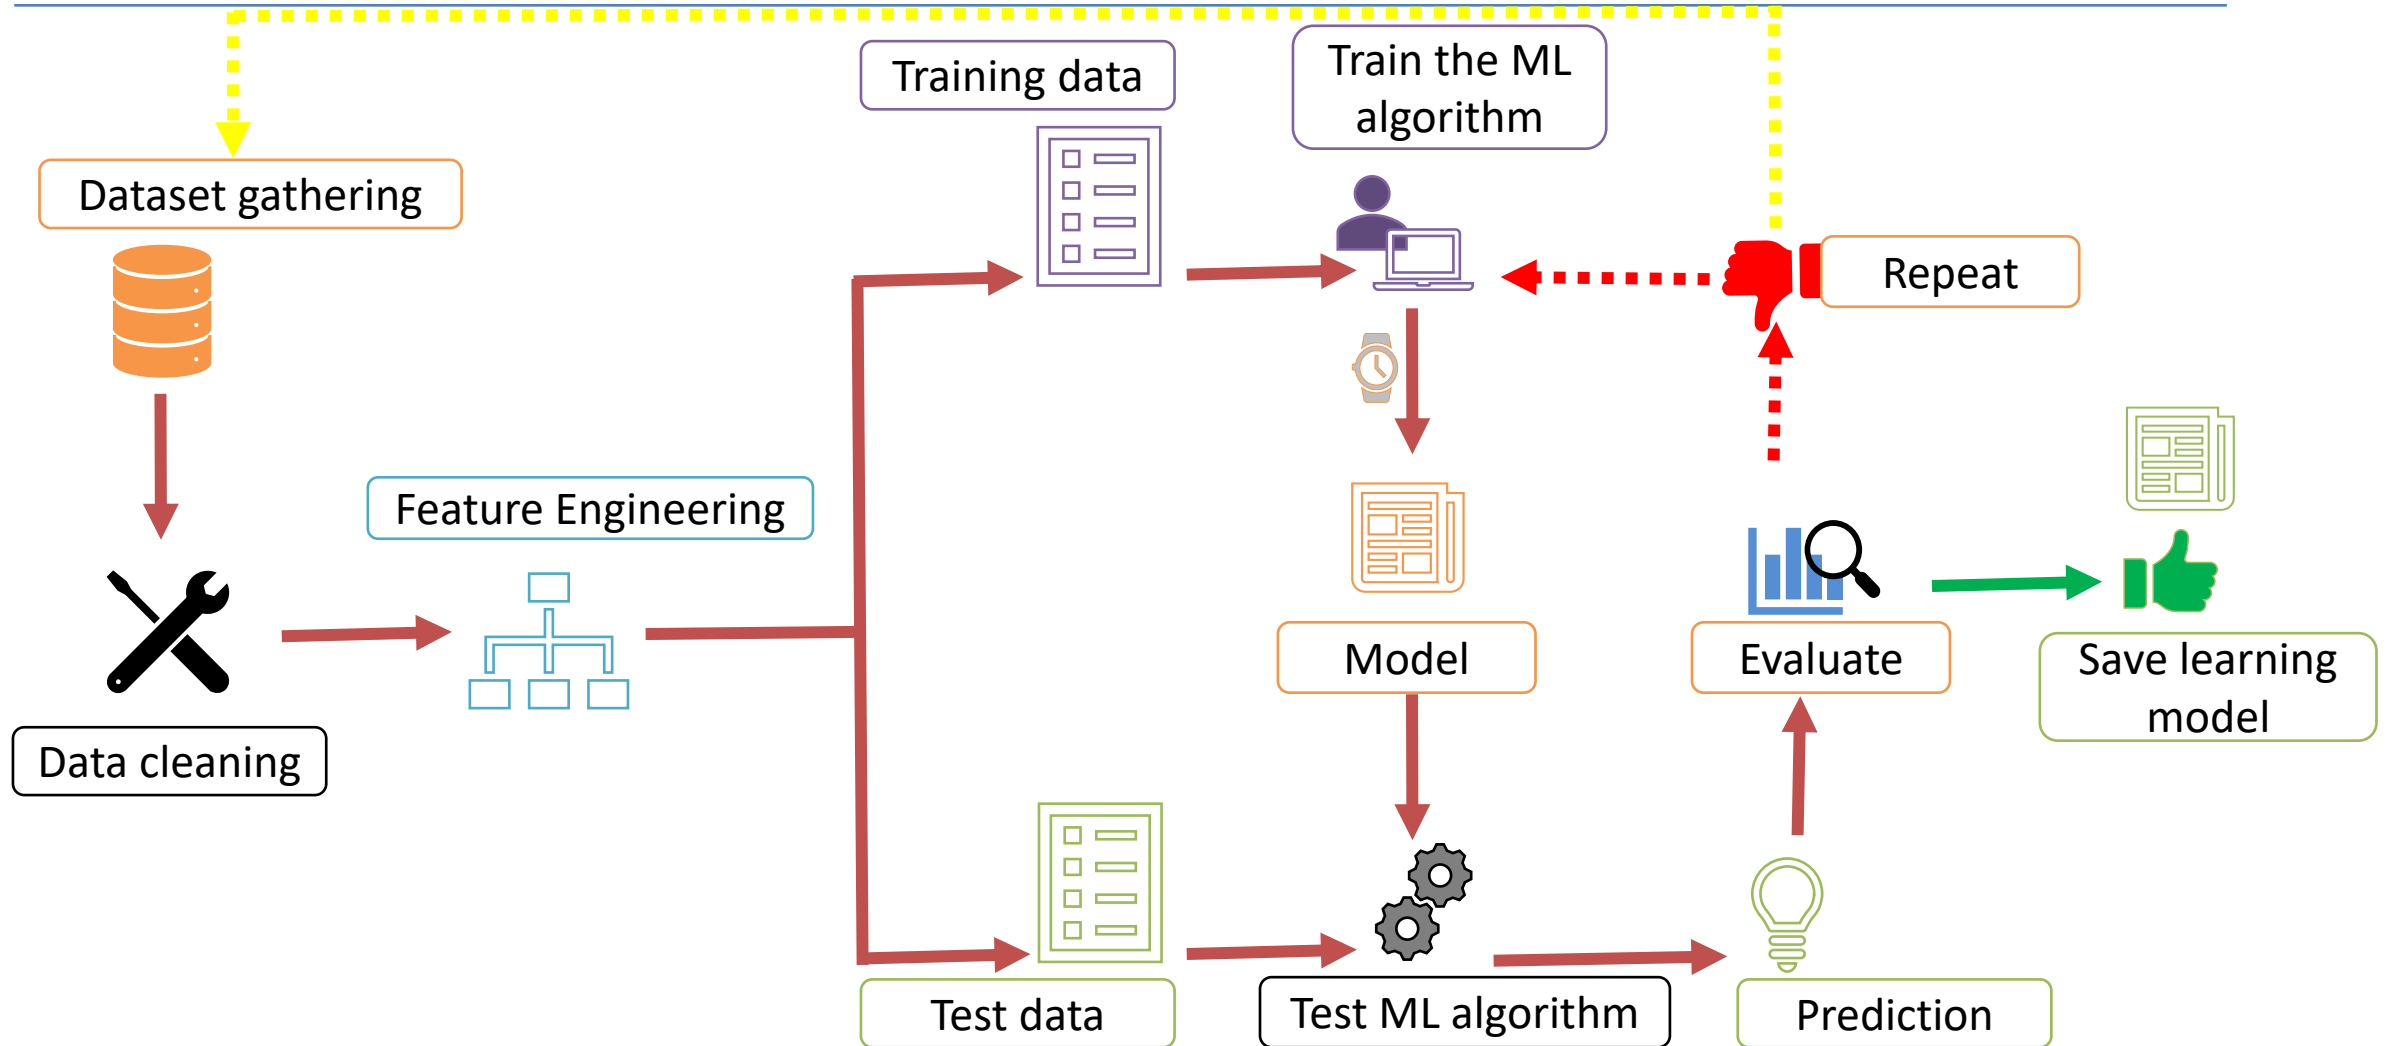 Training data
Train the ML
algorithm
Dataset gathering
Repeat
Feature Engineering
Model
Evaluate
Save learning
model
Data cleaning
Test data
Test ML algorithm
Prediction